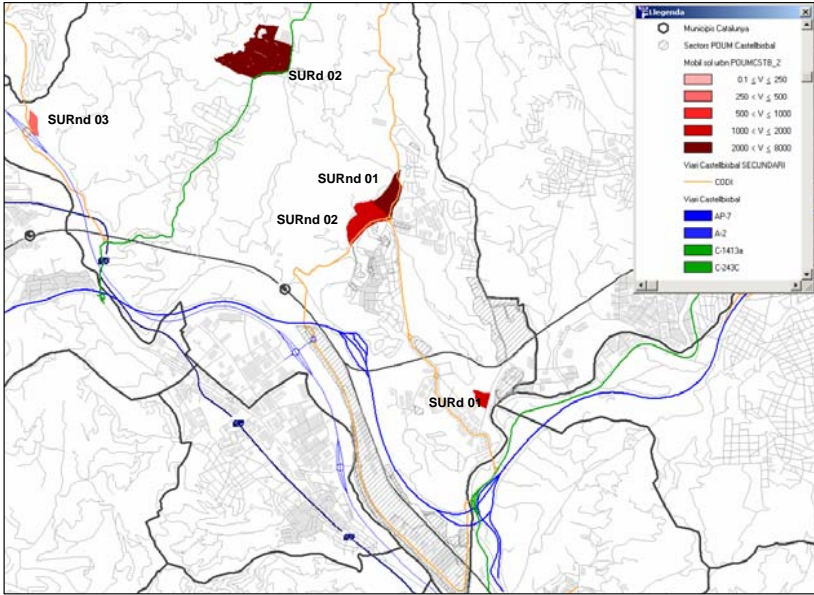 SURd 02
SURnd 03
SURnd 01
SURnd 02
SURd 01
Llegenda
Municipis Catalunya
Sectors POUM Castellbisbal
Mobil sol urbn POUMCSTB_2
0.1 ≤ V ≤ 250
250 < V ≤ 500
500 < V ≤ 1000
1000 < V ≤ 2000
2000 < V ≤ 8000
Viari Castellbisbal SECUNDARI
CODI
Viari Castellbisbal
AP-7
A-2
C-1413a
C-243C